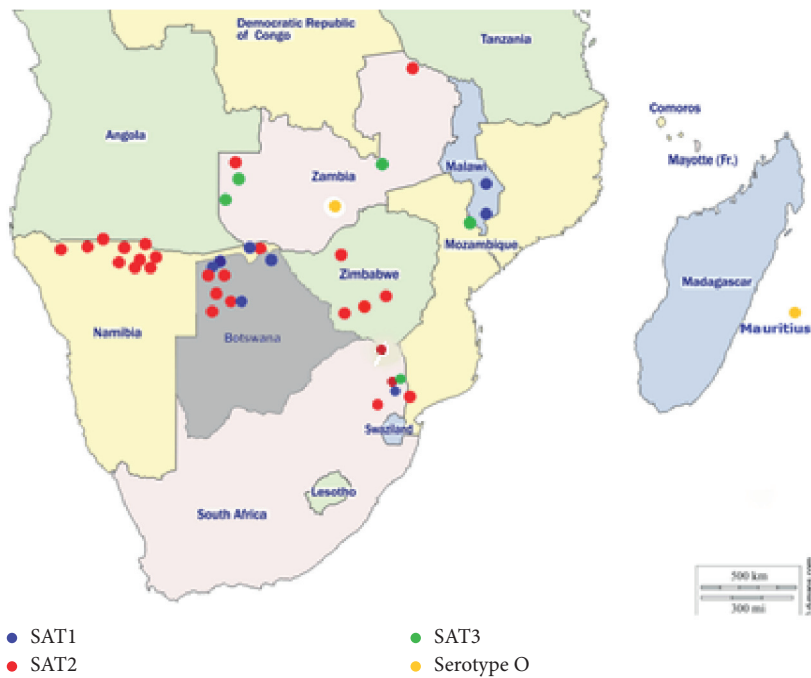 Democratic Republic
of Congo
Tanzania
Angola
Comoros
Zambia
Malawi
Mayotte (Fr.)
Mozambique
Zimbabwe
Madagascar
Namibia
Botswana
Mauritius
Swaziland
Lesotho
South Africa
500 km
300 mi
SAT1
SAT2
SAT3
Serotype O